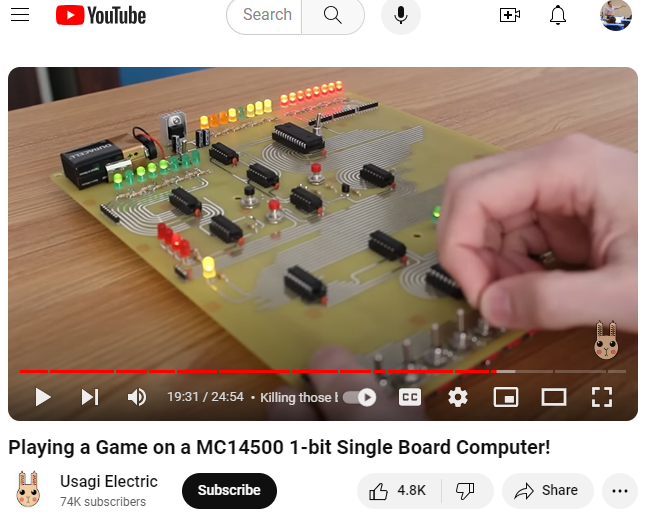 YouTube
Search
DURACELL
19:31 / 24:54 • Killing those b
CC
Playing a Game on a MC14500 1-bit Single Board Computer!
Usagi Electric
74K subscribers
Subscribe
4.8K
Share